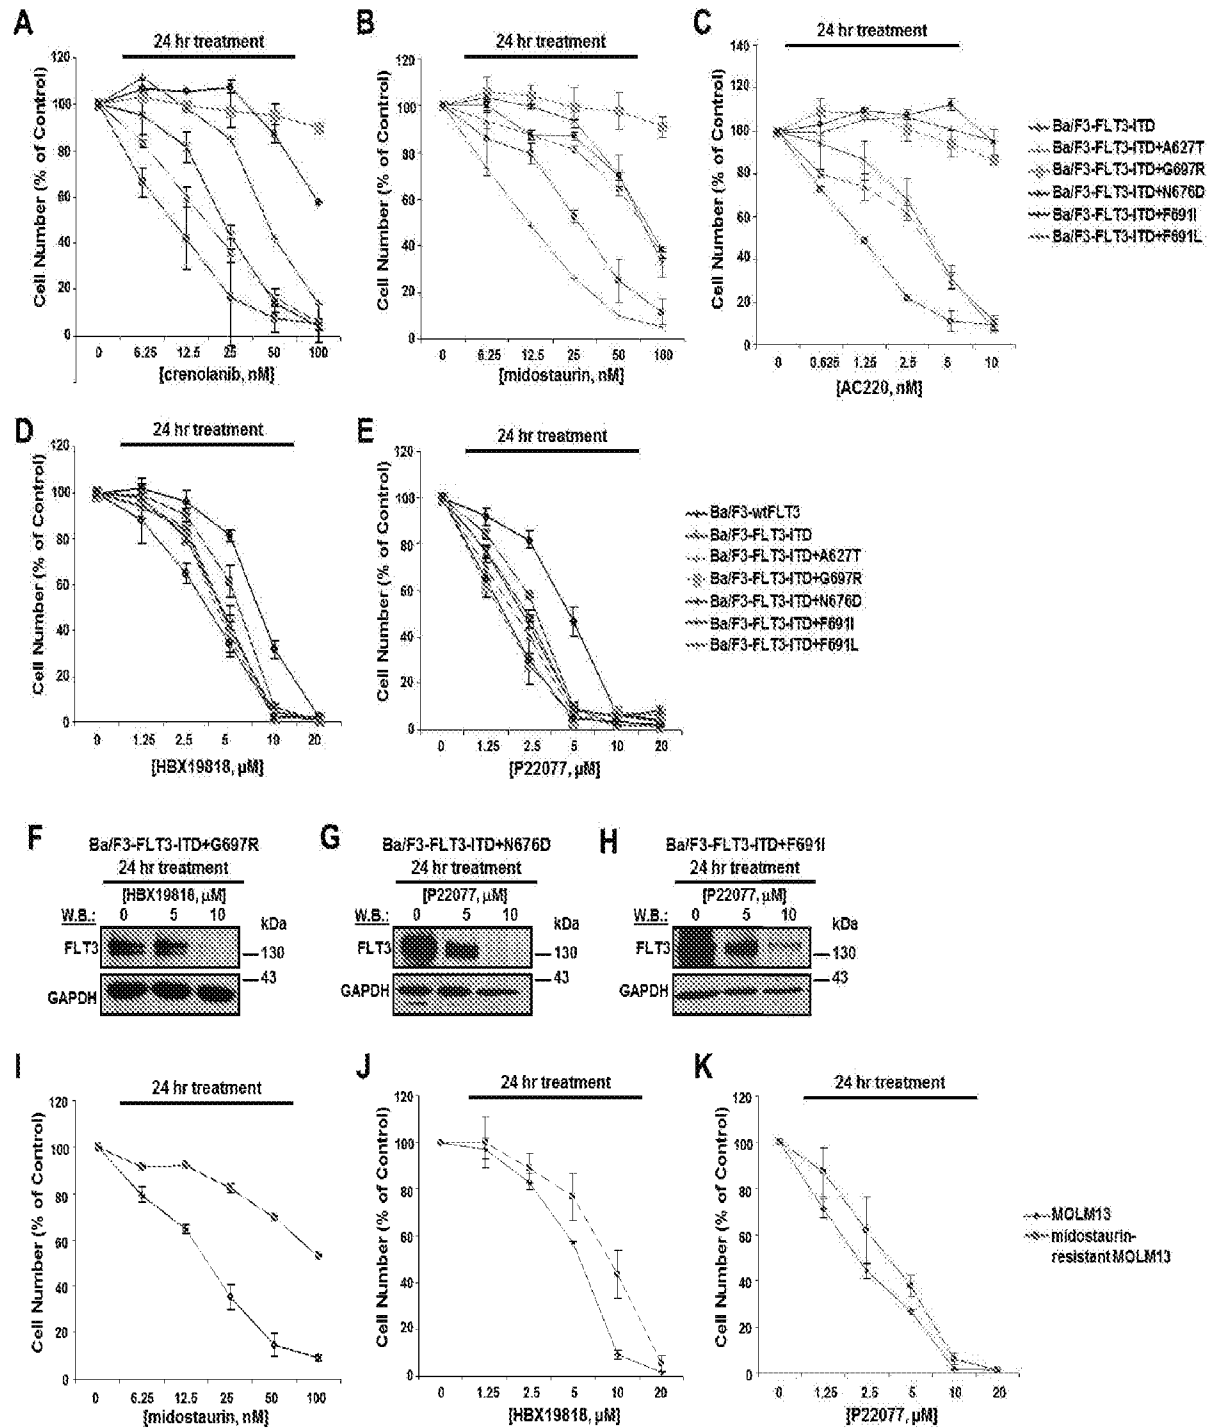 A
24 hr treatment
120
100
80
60
40
20
0
Cell Number (% of Control)
0 6.25 12.5 25 50 100
[crenolanib, nM]
B
24 hr treatment
120
100
80
60
40
20
0
Cell Number (% of Control)
0 6.25 12.5 25 50 100
[midostaurin, nM]
C
24 hr treatment
140
120
100
80
60
40
20
0
Cell Number (% of Control)
0 0.625 1.25 2.5 5 10
[AC220, nM]
Ba/F3-FLT3-ITD
Ba/F3-FLT3-ITD+A627T
Ba/F3-FLT3-ITD+G697R
Ba/F3-FLT3-ITD+N676D
Ba/F3-FLT3-ITD+F691I
Ba/F3-FLT3-ITD+F691L
D
24 hr treatment
120
100
80
60
40
20
0
Cell Number (% of Control)
0 1.25 2.5 5 10 20
[HBX19818, µM]
E
24 hr treatment
120
100
80
60
40
20
0
Cell Number (% of Control)
0 1.25 2.5 5 10 20
[P22077, µM]
Ba/F3-wtFLT3
Ba/F3-FLT3-ITD
Ba/F3-FLT3-ITD+A627T
Ba/F3-FLT3-ITD+G697R
Ba/F3-FLT3-ITD+N676D
Ba/F3-FLT3-ITD+F691I
Ba/F3-FLT3-ITD+F691L
F
Ba/F3-FLT3-ITD+G697R
24 hr treatment
[HBX19818, µM]
W.B.: 0 5 10 kDa
FLT3 130
43
GAPDH
G
Ba/F3-FLT3-ITD+N676D
24 hr treatment
[P22077, µM]
W.B.: 0 5 10 kDa
FLT3 130
43
GAPDH
H
Ba/F3-FLT3-ITD+F691I
24 hr treatment
[P22077, µM]
W.B.: 0 5 10 kDa
FLT3 130
43
GAPDH
I
24 hr treatment
120
100
80
60
40
20
0
Cell Number (% of Control)
0 6.25 12.5 25 50 100
[midostaurin, nM]
J
24 hr treatment
120
100
80
60
40
20
0
Cell Number (% of Control)
0 1.25 2.5 5 10 20
[HBX19818, µM]
K
24 hr treatment
120
100
80
60
40
20
0
Cell Number (% of Control)
0 1.25 2.5 5 10 20
[P22077, µM]
MOLM13
midostaurin-
resistant MOLM13